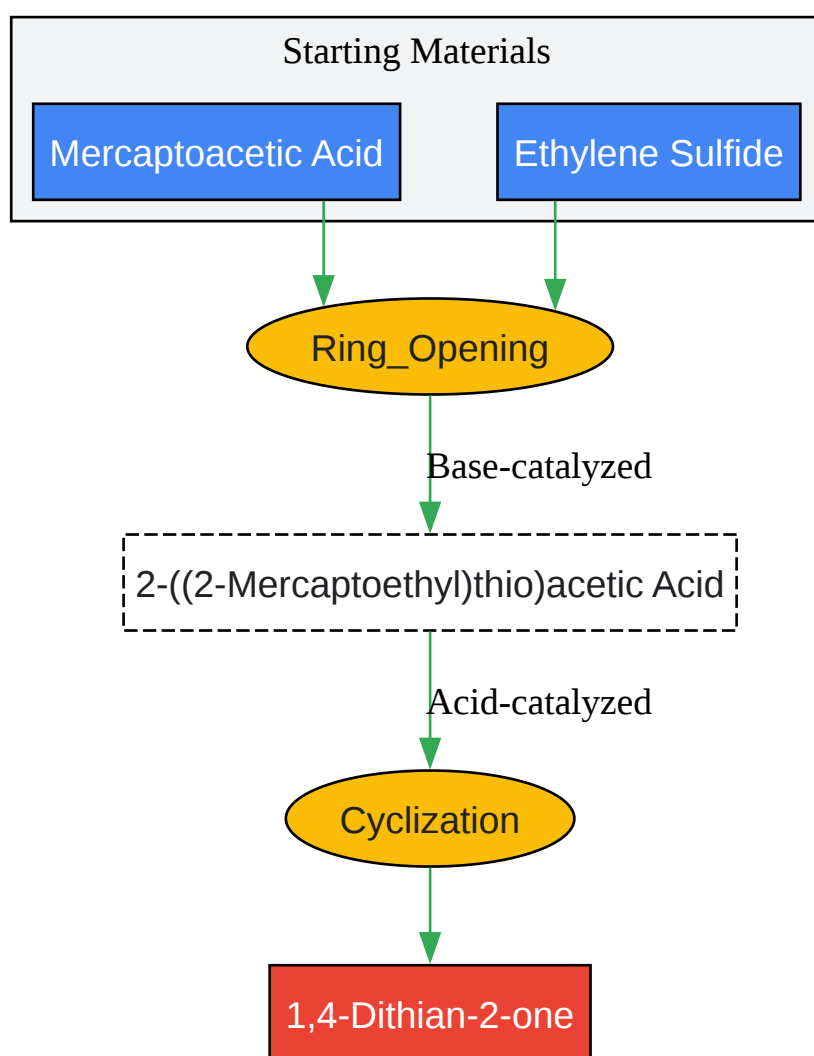 Starting Materials
Mercaptoacetic Acid
Ethylene Sulfide
Ring_Opening
Base-catalyzed
2-((2-Mercaptoethyl)thio)acetic Acid
Acid-catalyzed
Cyclization
1,4-Dithian-2-one